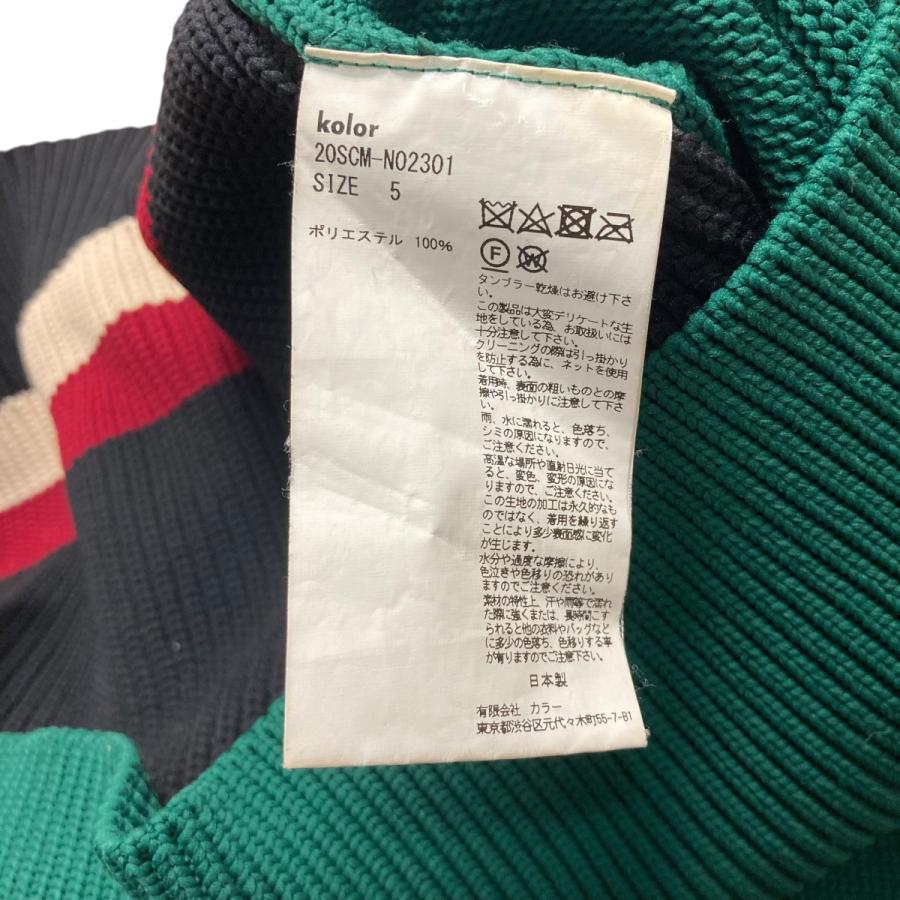 kolor
20SCM-N02301
SIZE 5
ポリエステル 100%
F
W
タンブラー乾燥はお避け下さ
い。
この製品は大変デリケートな生
地をしている為、お取扱いには
十分注意して下さい。
クリーニングの際は引っ掛かり
を防止する為に、ネットを使用
して下さい。
着用時、表面の粗いものとの摩
擦や引っ掛かりに注意して下さ
い。
雨、水に濡れると、色落ち、
シミの原因になりますので、
ご注意ください。
高温な場所や直射日光に当て
ると、変色、変形の原因にな
りますので、ご注意ください。
この生地の加工は永久的なも
のではなく、着用を繰り返す
ことにより多少表面感に変化
が生じます。
水分や過度な摩擦により、
色泣きや色移りの恐れがあり
ますのでご注意ください。
素材の特性上、汗や雨等で濡れ
た際に強くまたは、長時間こす
られると他の衣料やバッグなど
に多少の色落ち、色移りする事
が有りますのでご注意下さい。
日本製
有限会社 カラー
東京都渋谷区元代々木町55-7-B1